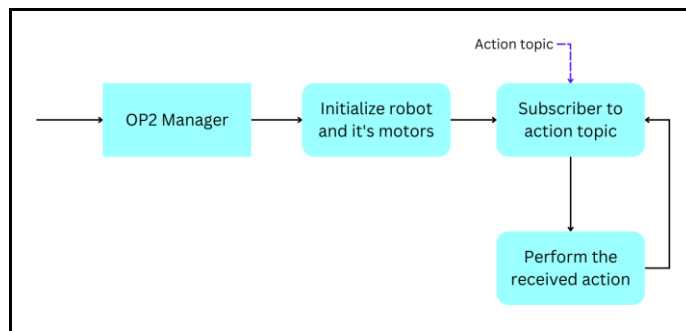 Action topic
OP2 Manager
Initialize robot
and it's motors
Subscriber to
action topic
Perform the
received action